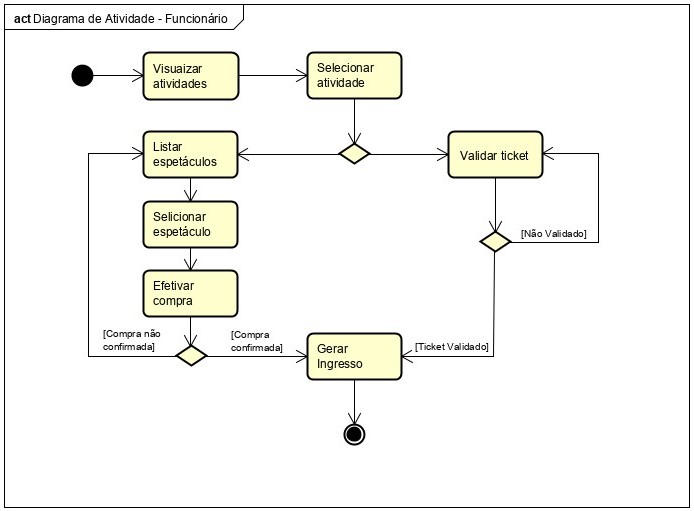 act Diagrama de Atividade - Funcionário
Visuaizar
atividades
Selecionar
atividade
Listar
espetáculos
Validar ticket
Selicionar
espetáculo
[Não Validado]
Efetivar
compra
[Compra não
confirmada]
[Compra
confirmada]
Gerar
Ingresso
[Ticket Validado]